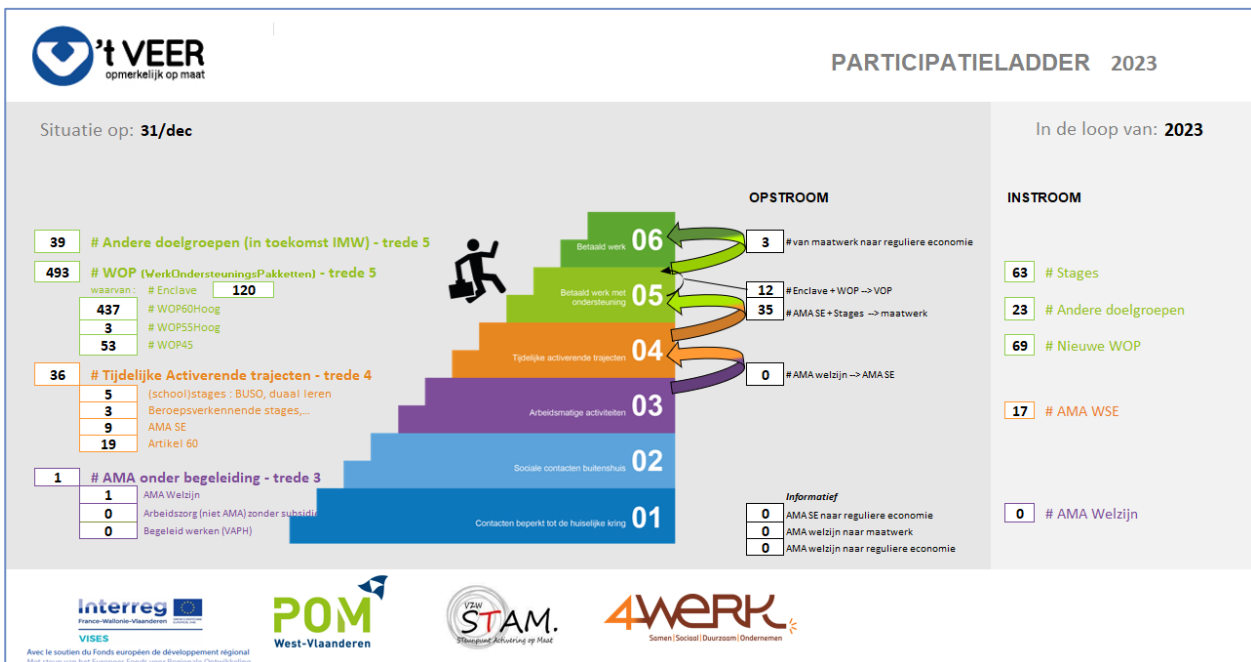 't VEER
opmerkelijk op maat
PARTICIPATIELADDER 2023
Situatie op: 31/dec
In de loop van: 2023
OPSTROOM
INSTROOM
39 # Andere doelgroepen (in toekomst IMW) - trede 5
493 # WOP (WerkOndersteuningsPakketten) - trede 5
waarvan : # Enclave 120
437 # WOP60Hoog
3 # WOP55Hoog
53 # WOP45
36 # Tijdelijke Activerende trajecten - trede 4
5 (school)stages : BUSO, duaal leren
3 Beroepsverkennende stages,...
9 AMA SE
19 Artikel 60
1 # AMA onder begeleiding - trede 3
1 AMA Welzijn
0 Arbeidszorg (niet AMA) zonder subsidie
0 Begeleid werken (VAPH)
Betaald werk 06
Betaald werk met
ondersteuning 05
Tijdelijke activerende trajecten 04
Arbeidsmatige activiteiten 03
Sociale contacten buitenshuis 02
Contacten beperkt tot de huiselijke kring 01
3 # van maatwerk naar reguliere economie
12 # Enclave + WOP --> VOP
35 # AMA SE + Stages --> maatwerk
0 # AMA welzijn --> AMA SE
Informatief
0 AMA SE naar reguliere economie
0 AMA welzijn naar maatwerk
0 AMA welzijn naar reguliere economie
63 # Stages
23 # Andere doelgroepen
69 # Nieuwe WOP
17 # AMA WSE
0 # AMA Welzijn
Interreg
France-Wallonie-Vlaanderen
VISES
Avec le soutien du Fonds européen de développement régional
Met steun van het Europees Fonds voor Regionale Ontwikkeling
POM
West-Vlaanderen
VZW
STAM.
Steunpunt Activering op Maat
4WERK
Samen|Sociaal|Duurzaam|Ondernemen